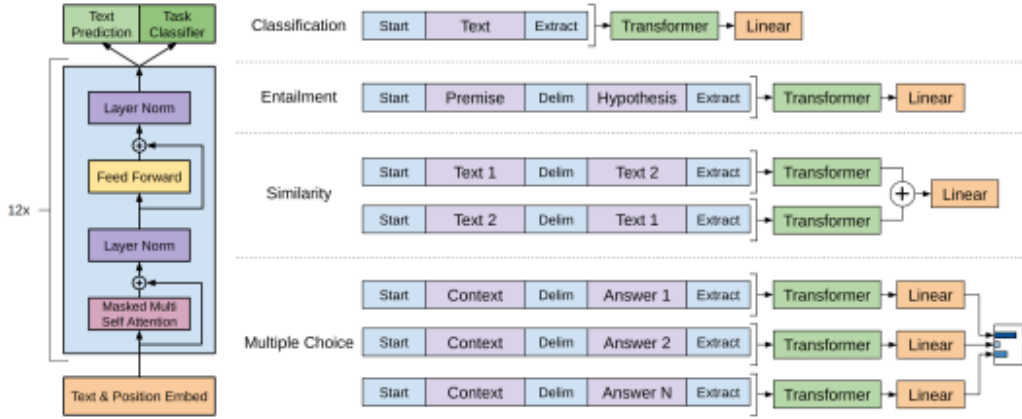 Text Prediction
Task Classifier
12x
Layer Norm
Feed Forward
Layer Norm
Masked Multi
Self Attention
Text & Position Embed
Classification Start Text Extract Transformer Linear
Entailment Start Premise Delim Hypothesis Extract Transformer Linear
Similarity
Start Text 1 Delim Text 2 Extract Transformer
Start Text 2 Delim Text 1 Extract Transformer
Linear
Multiple Choice
Start Context Delim Answer 1 Extract Transformer Linear
Start Context Delim Answer 2 Extract Transformer Linear
Start Context Delim Answer N Extract Transformer Linear